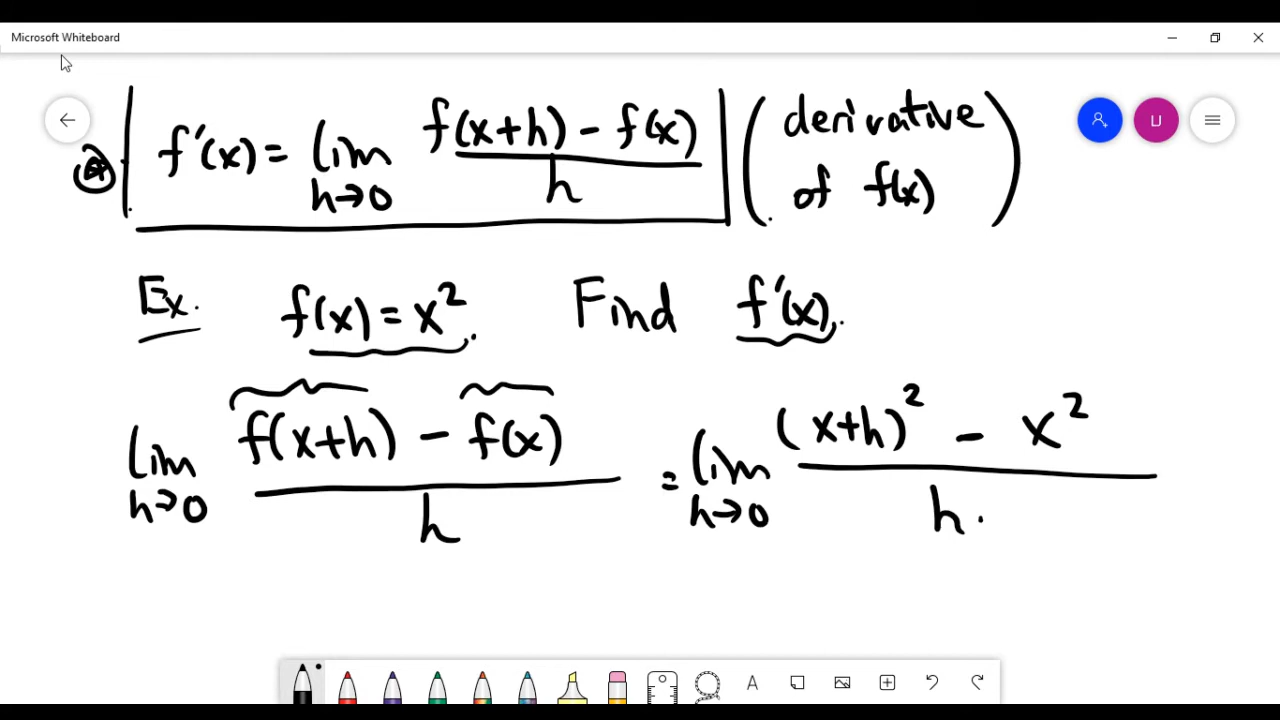 Microsoft Whiteboard
f'(x) = lim h→0 f(x+h) - f(x) / h (derivative of f(x))
Ex. f(x) = x² . Find f'(x).
lim h→0 f(x+h) - f(x) / h = lim h→0 (x+h)² - x² / h .
U
A